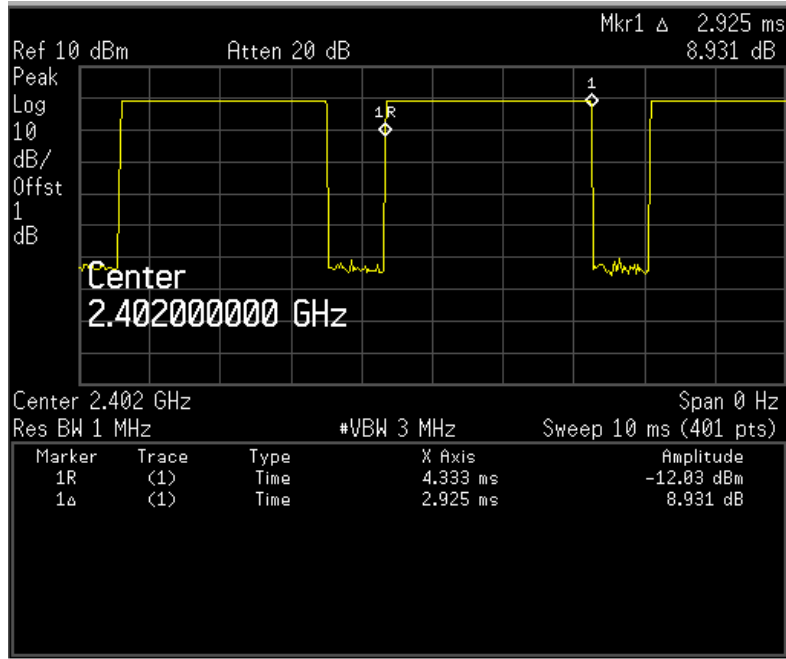 Mkr1 Δ 2.925 ms
Ref 10 dBm Atten 20 dB 8.931 dB
Peak
Log
10
dB/
Offst
1
dB
1R
1
Center
2.402000000 GHz
Center 2.402 GHz Span 0 Hz
Res BW 1 MHz #VBW 3 MHz Sweep 10 ms (401 pts)
Marker Trace Type X Axis Amplitude
1R (1) Time 4.333 ms -12.03 dBm
1Δ (1) Time 2.925 ms 8.931 dB